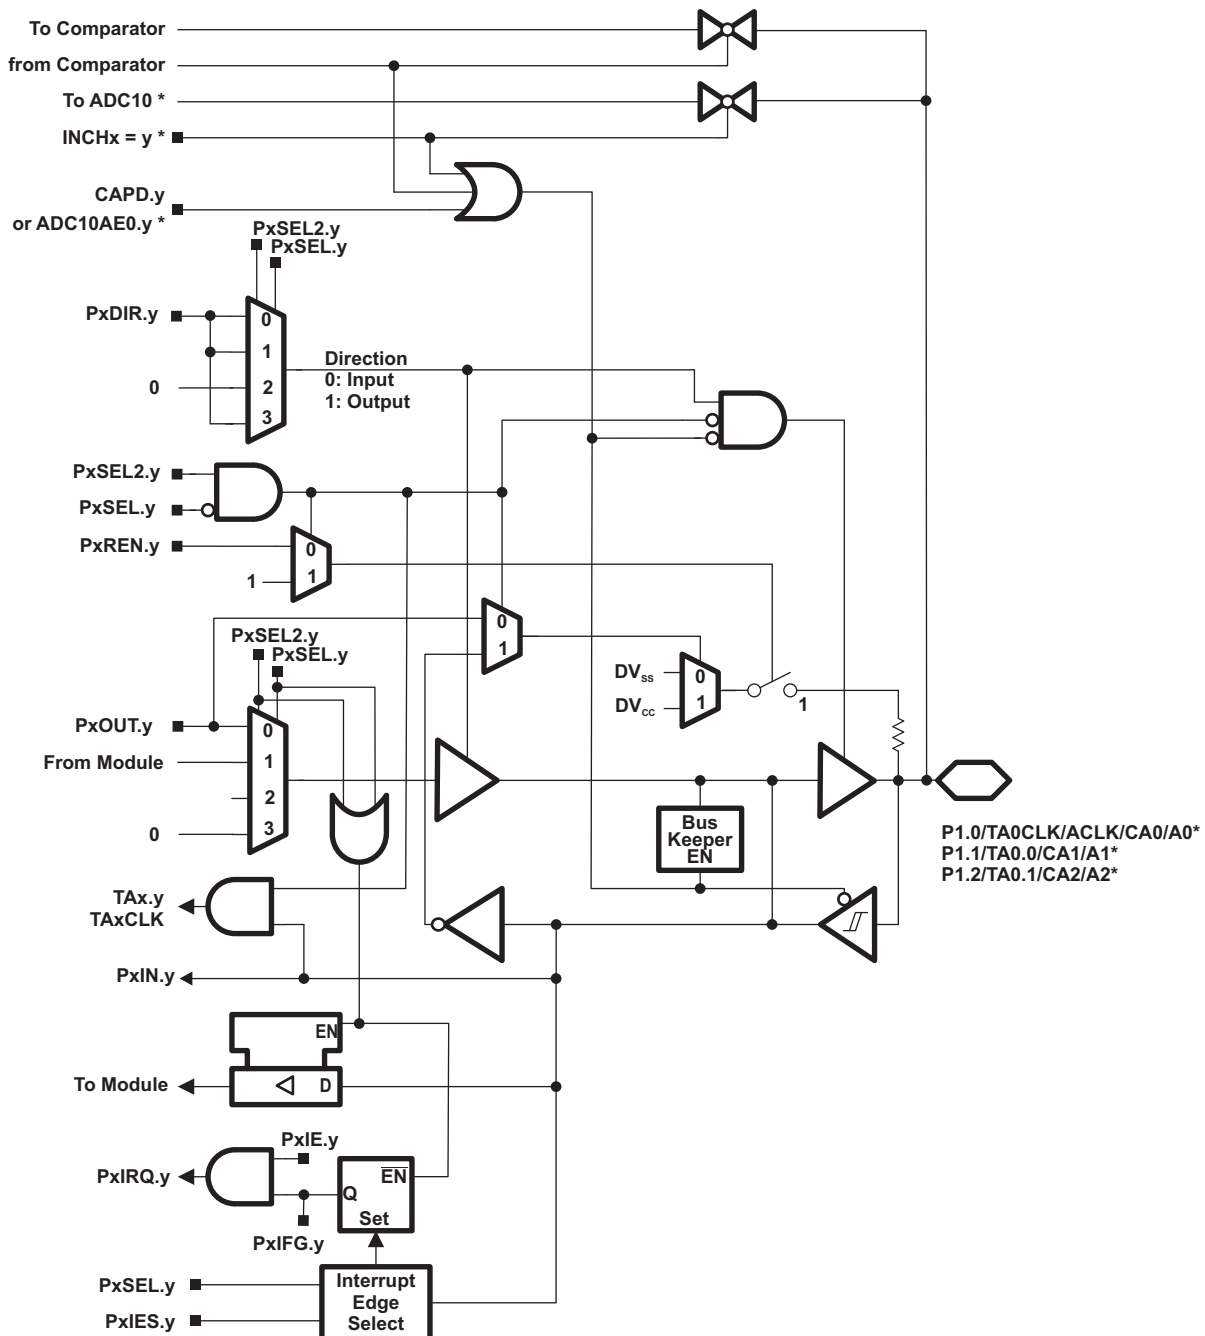 To Comparator
from Comparator
To ADC10 *
INCHx = y *
CAPD.y
or ADC10AE0.y *
PxSEL2.y
PxSEL.y
PxDIR.y
0
1
0
2
3
Direction
0: Input
1: Output
PxSEL2.y
PxSEL.y
PxREN.y
0
1
1
0
1
PxSEL2.y
PxSEL.y
DVSS
0
DVCC
1
1
PxOUT.y
0
From Module
1
2
0
3
Bus
Keeper
EN
P1.0/TA0CLK/ACLK/CA0/A0*
P1.1/TA0.0/CA1/A1*
P1.2/TA0.1/CA2/A2*
TAx.y
TAxCLK
PxIN.y
EN
To Module
D
PxIE.y
PxIRQ.y
EN
Q
Set
PxIFG.y
PxSEL.y
PxIES.y
Interrupt
Edge
Select